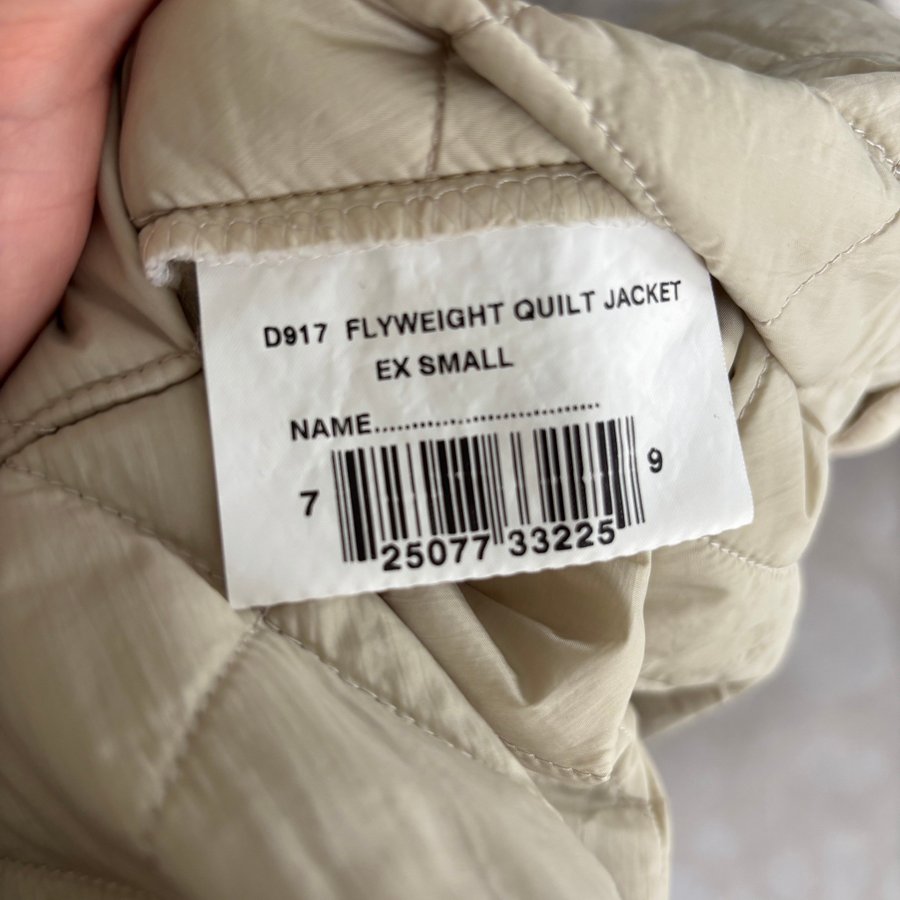 D917 FLYWEIGHT QUILT JACKET
EX SMALL
NAME..................................
7 25077 33225 9